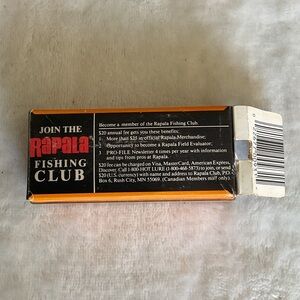 JOIN THE
RAPALA
FISHING
CLUB
Become a member of the Rapala Fishing Club.
$20 annual fee gets you these benefits:
1. More than $25 in official Rapala Merchandise;
2. Opportunity to become a Rapala Field Evaluator;
3. PRO-FILE Newsletter 4 times per year with information
and tips from pros at Rapala.
$20 fee can be charged on Visa, MasterCard, American Express,
Discover. Call 1-800-HOT LURE (1-800-468-5873) to join, or send
$20 (U.S. currency) with name and address to Rapala Club, P.O.
Box 6, Rush City, MN 55069. (Canadian Members mail only).